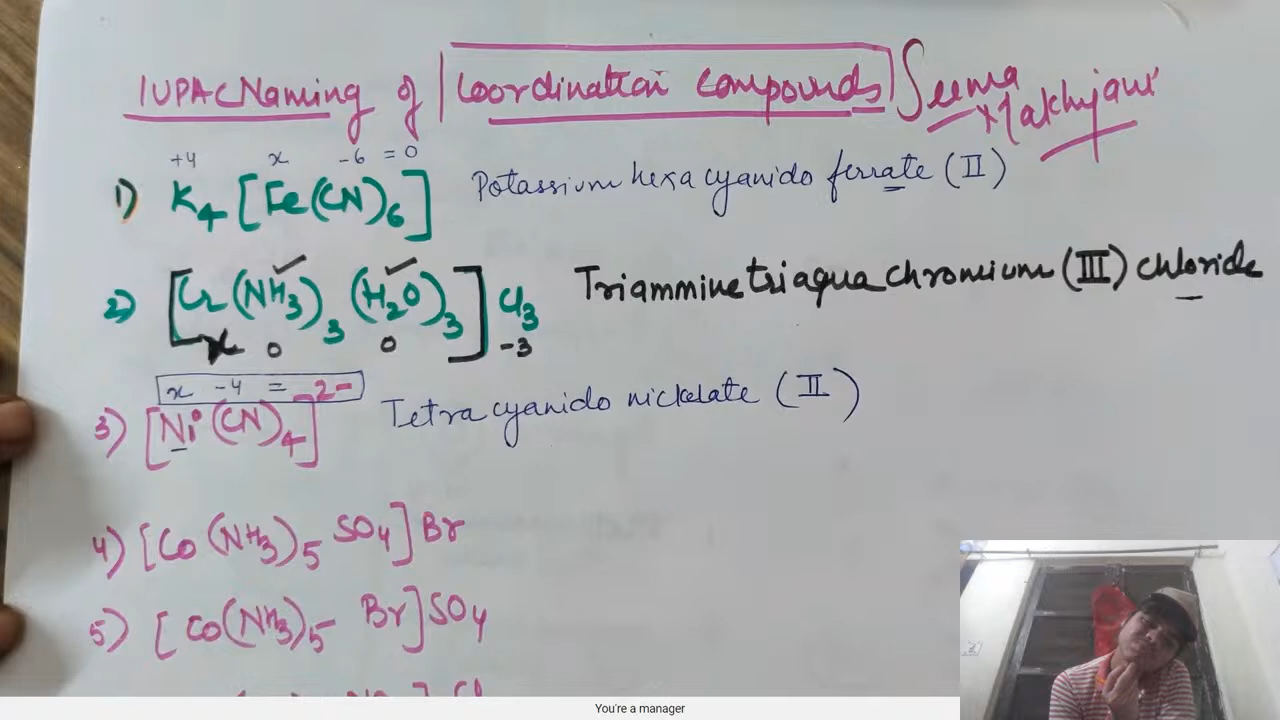 IUPAC Naming of Coordination Compounds Seema Makhijani
+4 x -6 = 0
1) K4 [Fe(CN)6] Potassium hexa cyanido ferrate (II)
2) [Cr(NH3)3 (H2O)3] Cl3 Triammine triaqua chromium (III) chloride
x 0 0 -3
x -4 = -2
3) [Ni(CN)4]2- Tetra cyanido nickelate (II)
4) [Co(NH3)5 SO4] Br
5) [Co(NH3)5 Br] SO4
You're a manager